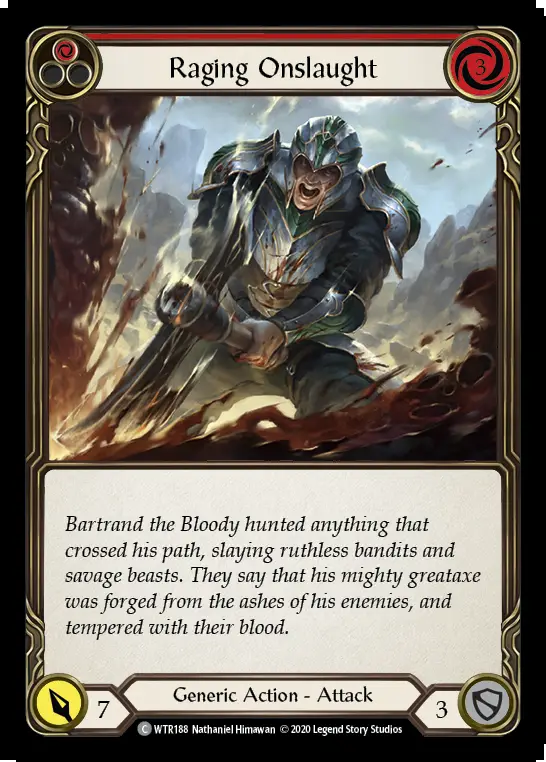 Raging Onslaught
3
Bartrand the Bloody hunted anything that
crossed his path, slaying ruthless bandits and
savage beasts. They say that his mighty greataxe
was forged from the ashes of his enemies, and
tempered with their blood.
7
Generic Action - Attack
3
C WTR188 Nathaniel Himawan © 2020 Legend Story Studios